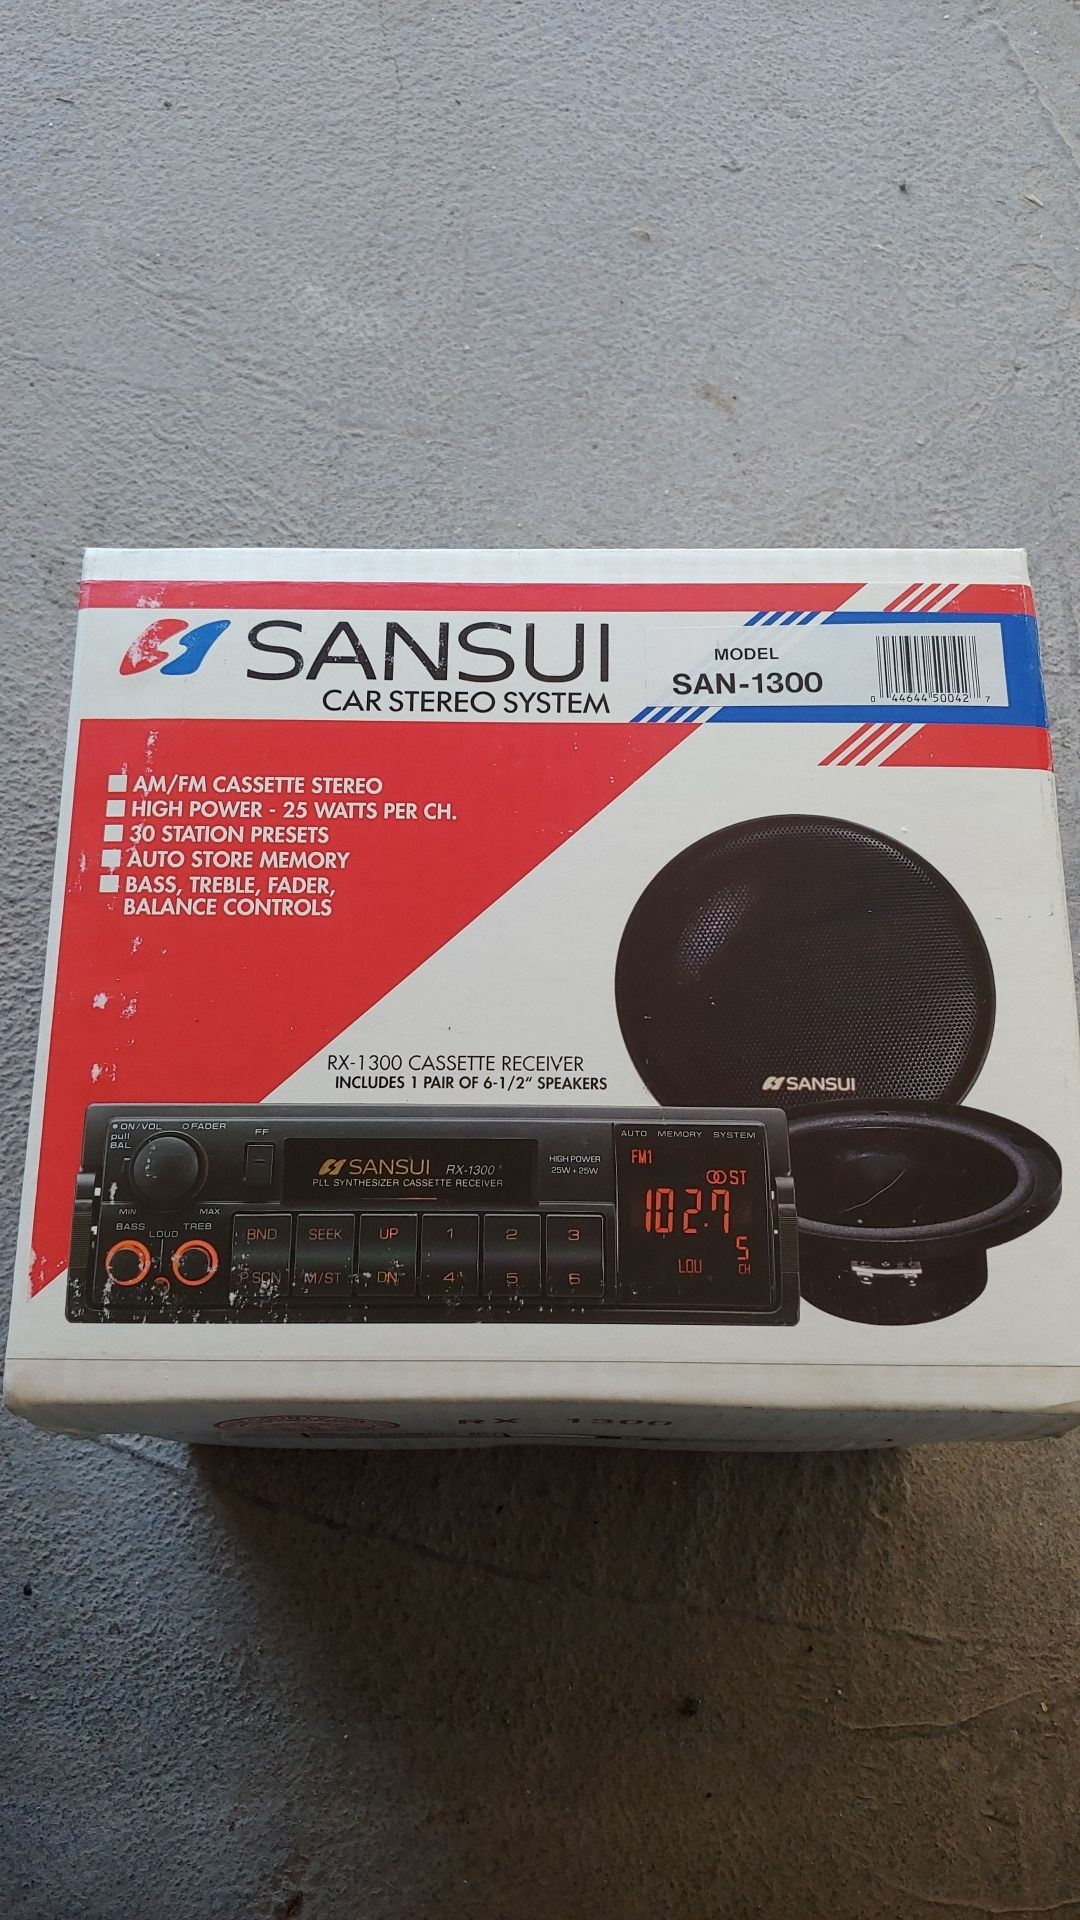 SANSUI
CAR STEREO SYSTEM
MODEL
SAN-1300
0 44644 50042 7
AM/FM CASSETTE STEREO
HIGH POWER - 25 WATTS PER CH.
30 STATION PRESETS
AUTO STORE MEMORY
BASS, TREBLE, FADER,
BALANCE CONTROLS
RX-1300 CASSETTE RECEIVER
INCLUDES 1 PAIR OF 6-1/2" SPEAKERS
SANSUI
ON/VOL FADER
pull
BAL
FF
MIN MAX
BASS LOUD TREB
SANSUI RX-1300
PLL SYNTHESIZER CASSETTE RECEIVER
HIGH POWER
25W+25W
AUTO MEMORY SYSTEM
FM1
ST
102.7
5
CH
LOU
BND SEEK UP 1 2 3
P.SCN M/ST DN 4 5 6
RX 1300